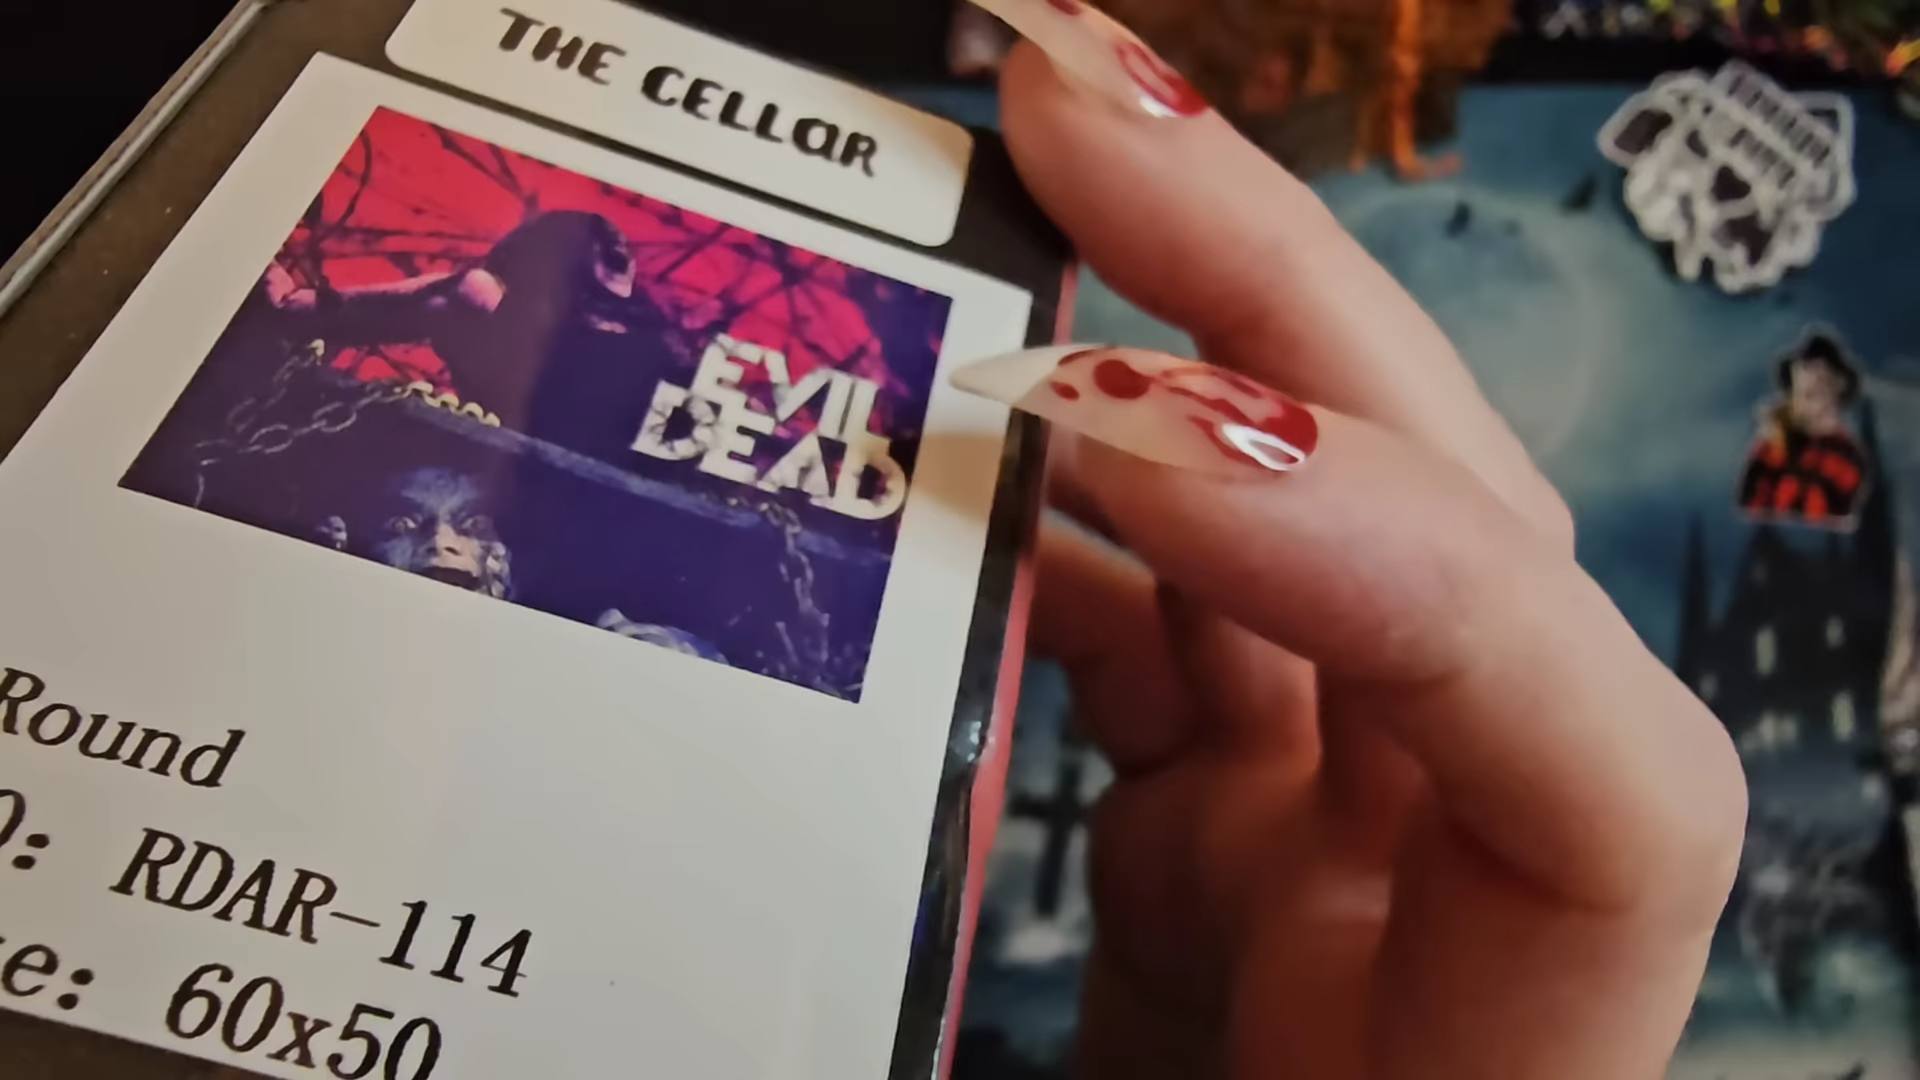 THE CELLAR
EVIL
DEAD
Round
: RDAR-114
e: 60x50